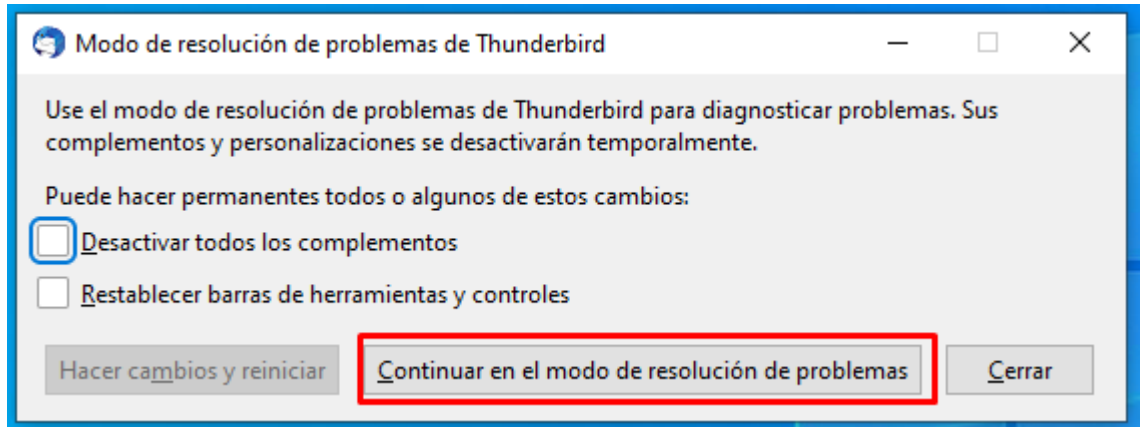 Modo de resolución de problemas de Thunderbird
Use el modo de resolución de problemas de Thunderbird para diagnosticar problemas. Sus
complementos y personalizaciones se desactivarán temporalmente.
Puede hacer permanentes todos o algunos de estos cambios:
Desactivar todos los complementos
Restablecer barras de herramientas y controles
Hacer cambios y reiniciar Continuar en el modo de resolución de problemas Cerrar